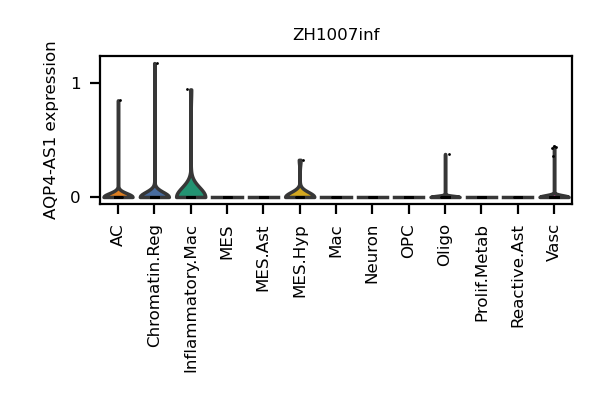 ZH1007inf
AQP4-AS1 expression
1
0
AC
Chromatin.Reg
Inflammatory.Mac
MES
MES.Ast
MES.Hyp
Mac
Neuron
OPC
Oligo
Prolif.Metab
Reactive.Ast
Vasc